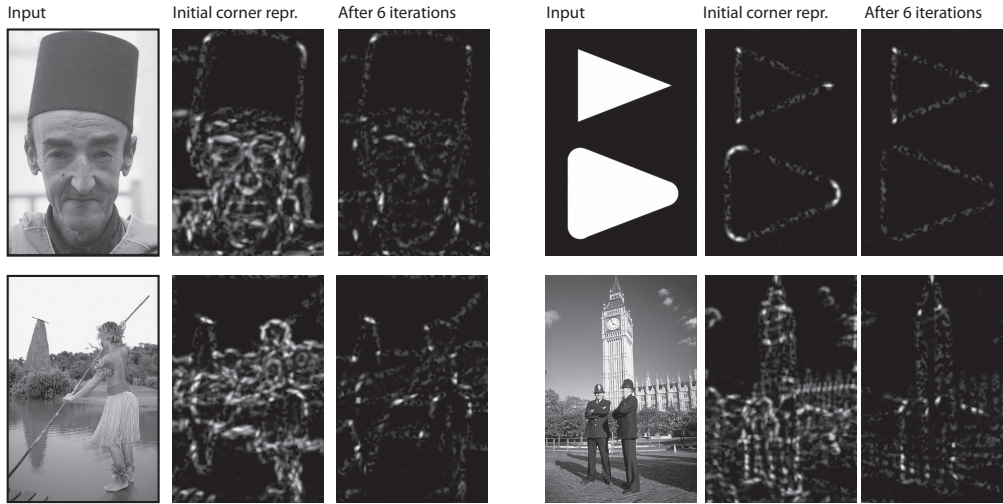 Input
Initial corner repr.
After 6 iterations
Input
Initial corner repr.
After 6 iterations